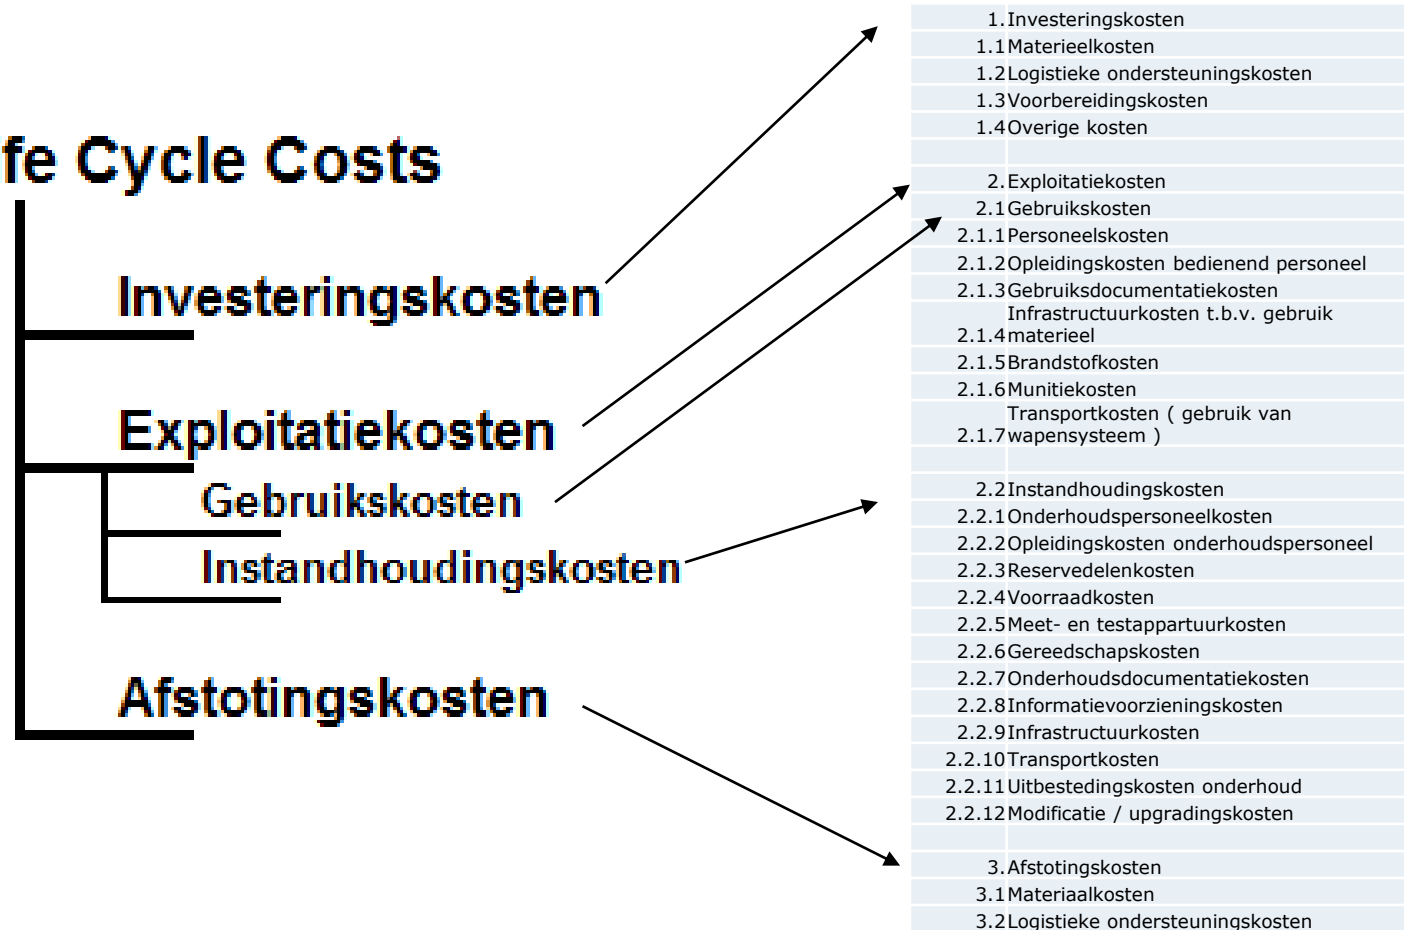 fe Cycle Costs
Investeringskosten
Exploitatiekosten
Gebruikskosten
Instandhoudingskosten
Afstotingskosten
1. Investeringskosten
1.1 Materieelkosten
1.2 Logistieke ondersteuningskosten
1.3 Voorbereidingskosten
1.4 Overige kosten
2. Exploitatiekosten
2.1 Gebruikskosten
2.1.1 Personeelskosten
2.1.2 Opleidingskosten bedienend personeel
2.1.3 Gebruiksdocumentatiekosten
Infrastructuurkosten t.b.v. gebruik
2.1.4 materieel
2.1.5 Brandstofkosten
2.1.6 Munitiekosten
Transportkosten ( gebruik van
2.1.7 wapensysteem )
2.2 Instandhoudingskosten
2.2.1 Onderhoudspersoneelkosten
2.2.2 Opleidingskosten onderhoudspersoneel
2.2.3 Reservedelenkosten
2.2.4 Voorraadkosten
2.2.5 Meet- en testappartuurkosten
2.2.6 Gereedschapskosten
2.2.7 Onderhoudsdocumentatiekosten
2.2.8 Informatievoorzieningskosten
2.2.9 Infrastructuurkosten
2.2.10 Transportkosten
2.2.11 Uitbestedingskosten onderhoud
2.2.12 Modificatie / upgradingskosten
3. Afstotingskosten
3.1 Materiaalkosten
3.2 Logistieke ondersteuningskosten